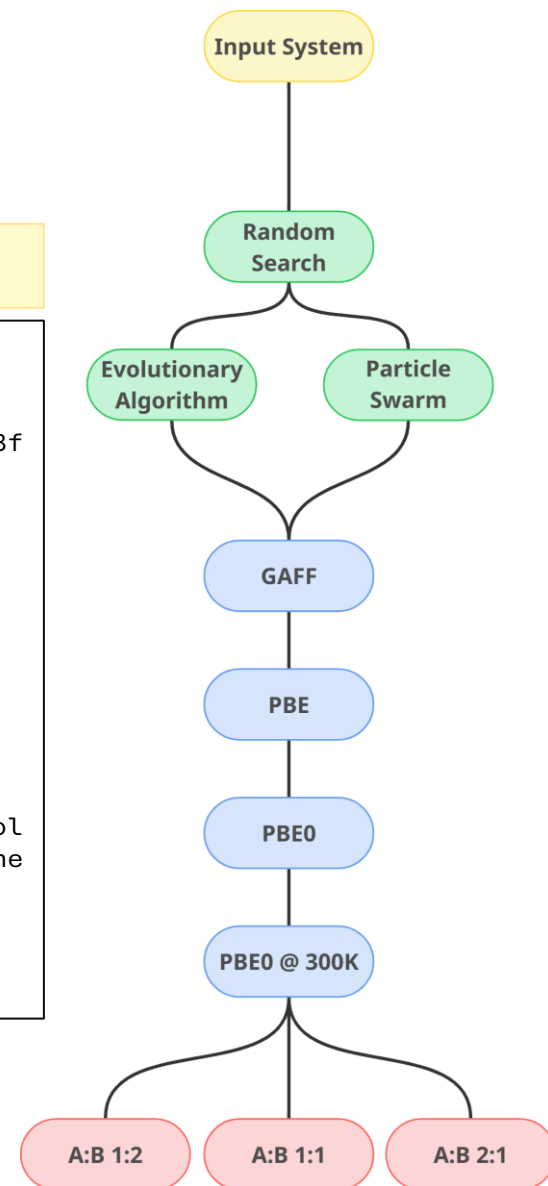 Input System
Random
Search
Evolutionary
Algorithm
Particle
Swarm
GAFF
PBE
PBE0
PBE0 @ 300K
A:B 1:2
A:B 1:1
A:B 2:1